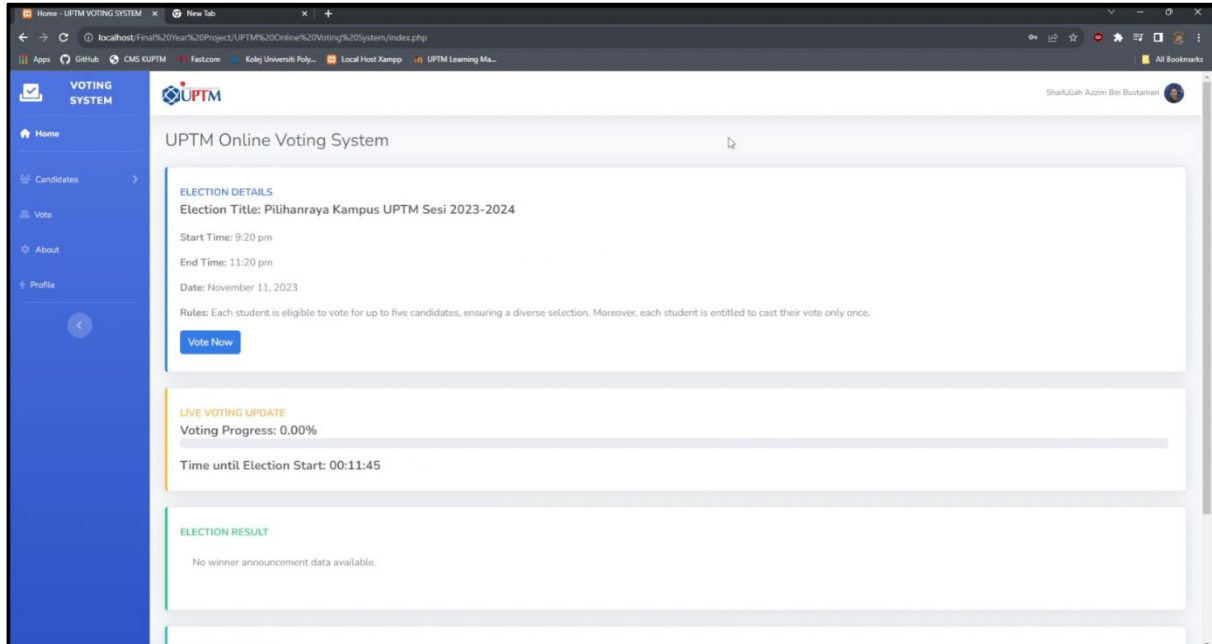 Home - UPTM VOTING SYSTEM
New Tab
localhost/Final%20Year%20Project/UPTM%20Online%20Voting%20System/index.php
Apps
GitHub
CMS KUPTM
Fast.com
Kolej Universiti Poly...
Local Host Xampp
UPTM Learning Ma...
All Bookmarks
VOTING
SYSTEM
UPTM
Shaifullah Azzim Bin Bustaman
Home
Candidates
Vote
About
Profile
UPTM Online Voting System
ELECTION DETAILS
Election Title: Pilihanraya Kampus UPTM Sesi 2023-2024
Start Time: 9:20 pm
End Time: 11:20 pm
Date: November 11, 2023
Rules: Each student is eligible to vote for up to five candidates, ensuring a diverse selection. Moreover, each student is entitled to cast their vote only once.
Vote Now
LIVE VOTING UPDATE
Voting Progress: 0.00%
Time until Election Start: 00:11:45
ELECTION RESULT
No winner announcement data available.